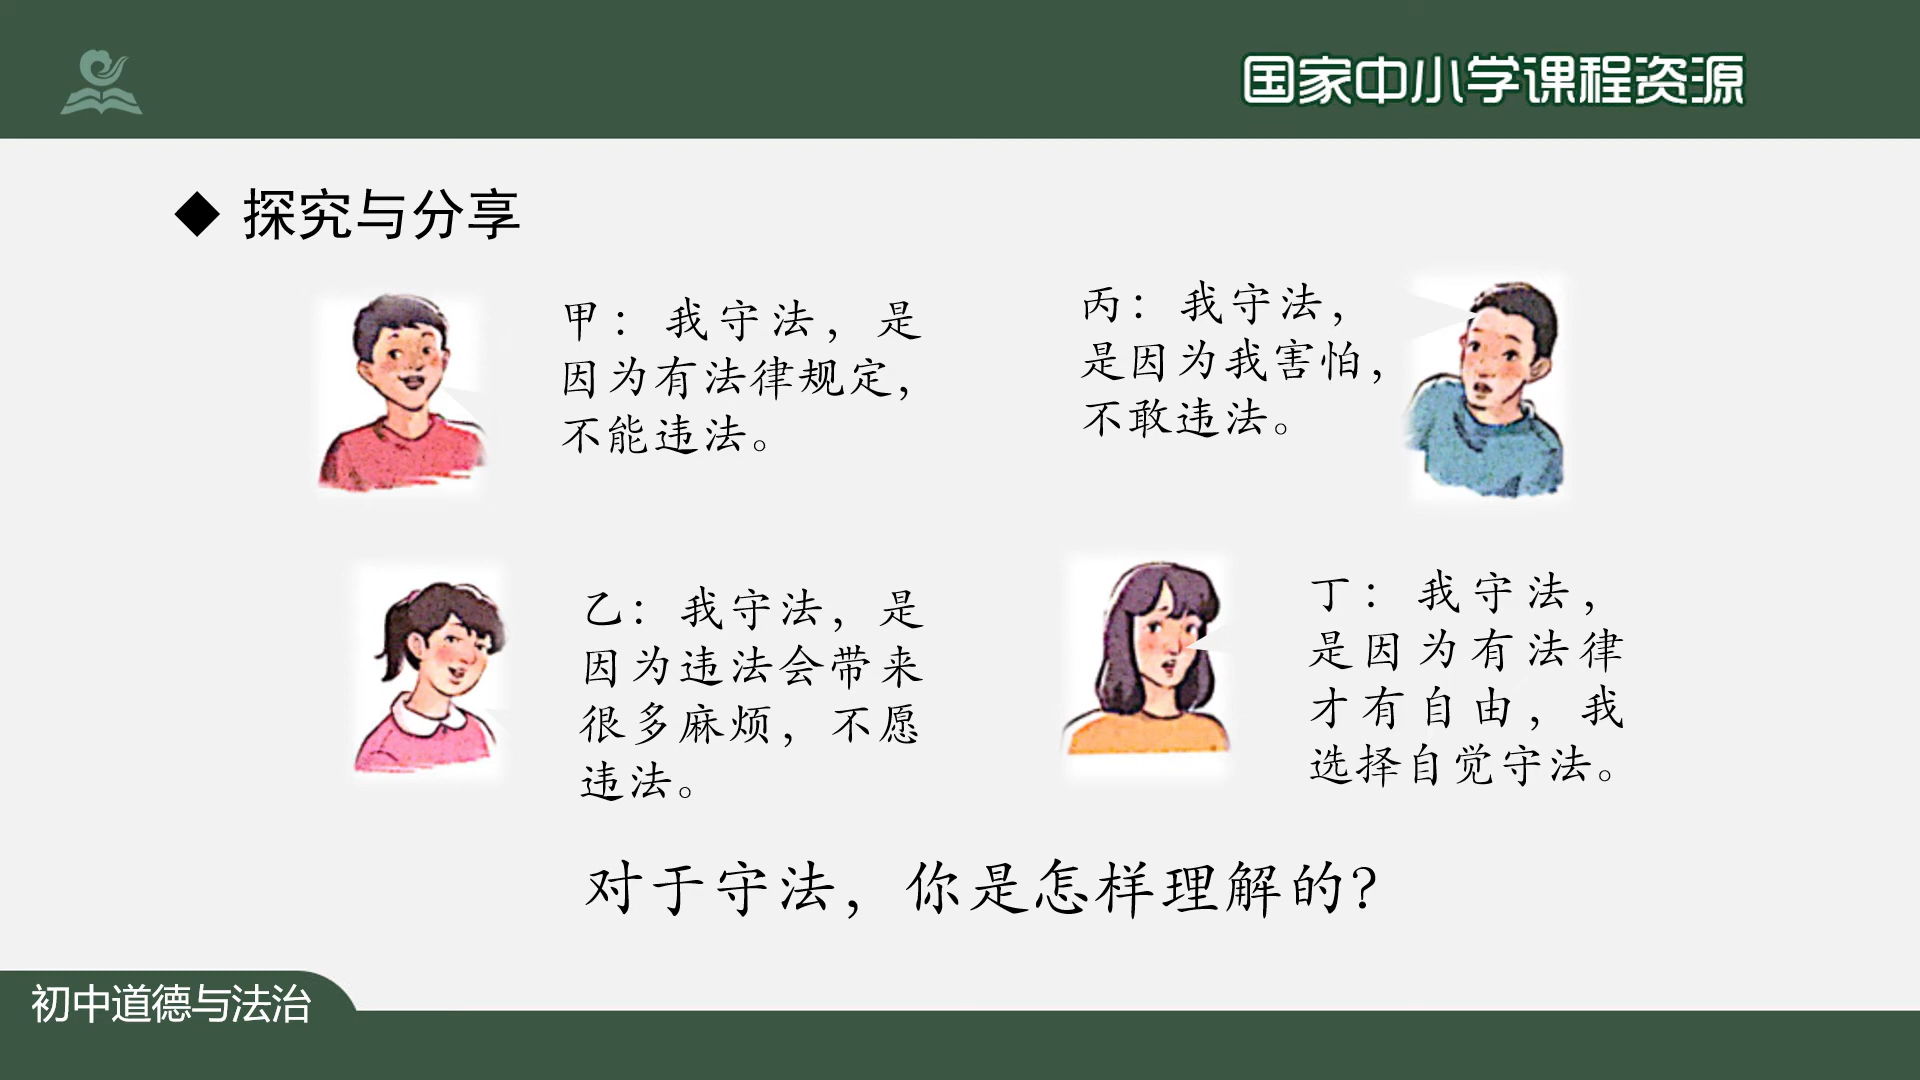 国家中小学课程资源
◆ 探究与分享
甲：我守法，是
因为有法律规定，
不能违法。
丙：我守法，
是因为我害怕，
不敢违法。
乙：我守法，是
因为违法会带来
很多麻烦，不愿
违法。
丁：我守法，
是因为有法律
才有自由，我
选择自觉守法。
对于守法，你是怎样理解的？
初中道德与法治